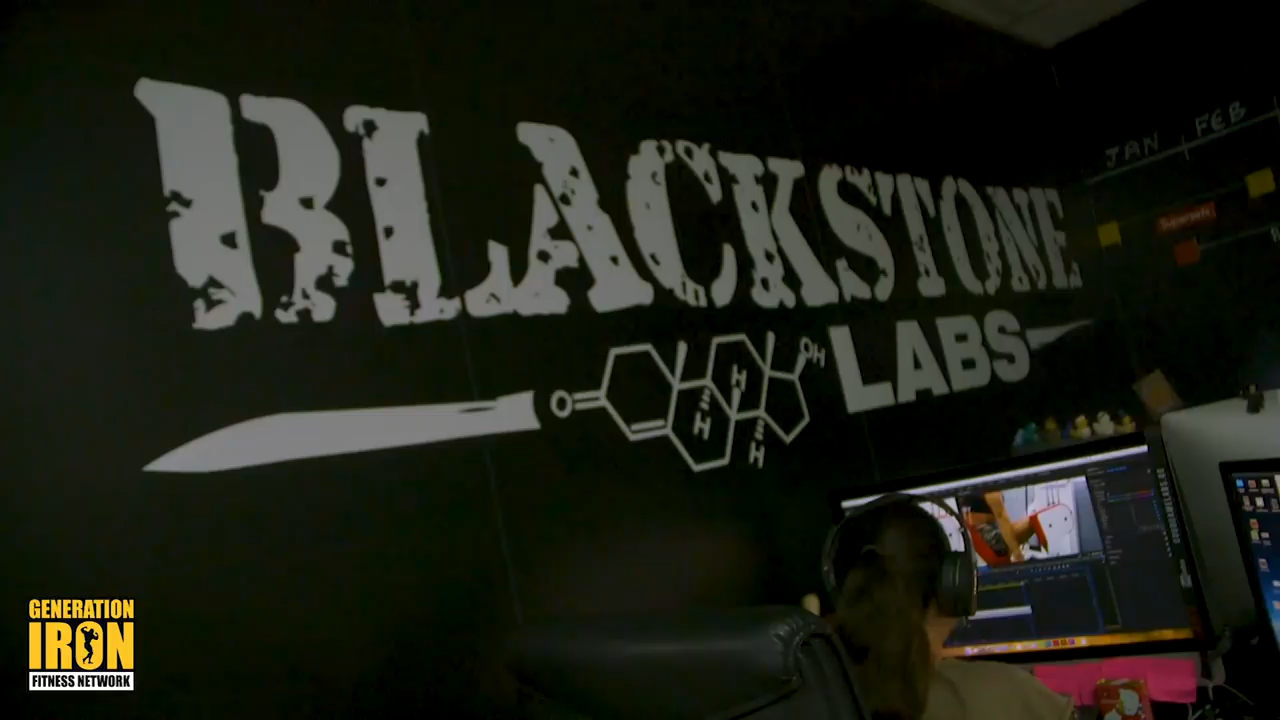 BLACKSTONE
LABS
O
OH
H
H
H
JAN FEB
GENERATION
IRON
FITNESS NETWORK